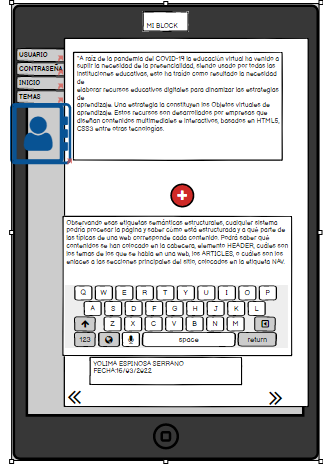 MI BLOCK
USUARIO
CONTRASEÑA
INICIO
TEMAS
"A raíz de la pandemia del COVID-19 la educación virtual ha venido a
suplir la necesidad de la presencialidad, siendo usado por todas las
instituciones educativas, esto ha traído como resultado la necesidad
de
elaborar recursos educativos digitales para dinamizar las estrategias
de
aprendizaje. Una estrategia la constituyen los Objetos virtuales de
aprendizaje. Estos recursos son desarrollados por empresas que
diseñan contenidos multimediales e interactivos, basados en HTML5,
CSS3 entre otras tecnologías.
Observando esas etiquetas semánticas estructurales, cualquier sistema
podría procesar la página y saber cómo está estructurada y a qué parte de
las típicas de una web corresponde cada contenido. Podrá saber qué
contenidos se han colocado en la cabecera, elemento HEADER, cuáles son
los temas de los que se habla en una web, los ARTICLES, o cuáles son los
enlaces a las secciones principales del sitio, colocados en la etiqueta NAV.
Q W E R T Y U I O P
A S D F G H J K L
Z X C V B N M
123 space return
YOLIMA ESPINOSA SERRANO
FECHA:16/03/2022